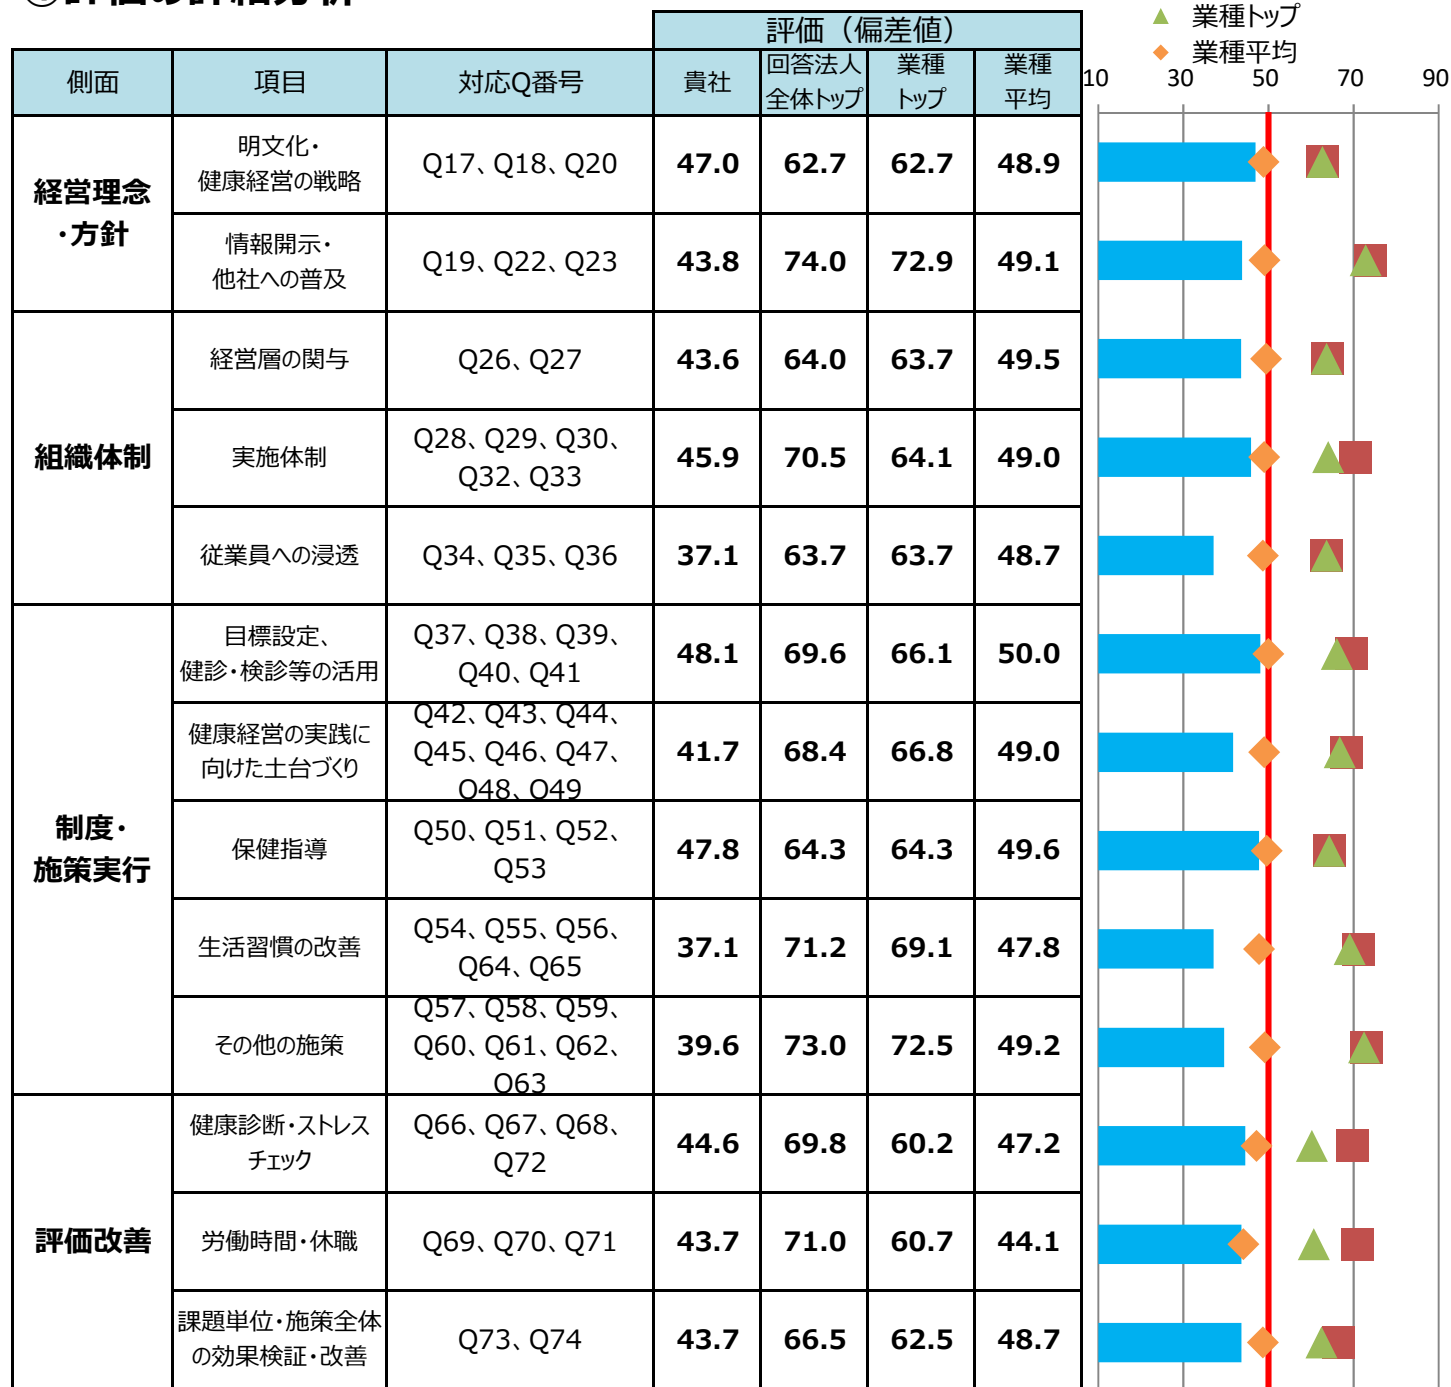 評価（偏差値）
▲ 業種トップ
◆ 業種平均
側面 項目 対応Q番号 貴社 回答法人 業種 業種
全体トップ トップ 平均
10 30 50 70 90
経営理念
・方針
明文化・
健康経営の戦略
Q17、Q18、Q20 47.0 62.7 62.7 48.9
情報開示・
他社への普及
Q19、Q22、Q23 43.8 74.0 72.9 49.1
組織体制
経営層の関与 Q26、Q27 43.6 64.0 63.7 49.5
実施体制
Q28、Q29、Q30、
Q32、Q33
45.9 70.5 64.1 49.0
従業員への浸透 Q34、Q35、Q36 37.1 63.7 63.7 48.7
制度・
施策実行
目標設定、
健診・検診等の活用
Q37、Q38、Q39、
Q40、Q41
48.1 69.6 66.1 50.0
健康経営の実践に
向けた土台づくり
Q42、Q43、Q44、
Q45、Q46、Q47、
Q48、Q49
41.7 68.4 66.8 49.0
保健指導
Q50、Q51、Q52、
Q53
47.8 64.3 64.3 49.6
生活習慣の改善
Q54、Q55、Q56、
Q64、Q65
37.1 71.2 69.1 47.8
その他の施策
Q57、Q58、Q59、
Q60、Q61、Q62、
Q63
39.6 73.0 72.5 49.2
評価改善
健康診断・ストレス
チェック
Q66、Q67、Q68、
Q72
44.6 69.8 60.2 47.2
労働時間・休職 Q69、Q70、Q71 43.7 71.0 60.7 44.1
課題単位・施策全体
の効果検証・改善
Q73、Q74 43.7 66.5 62.5 48.7